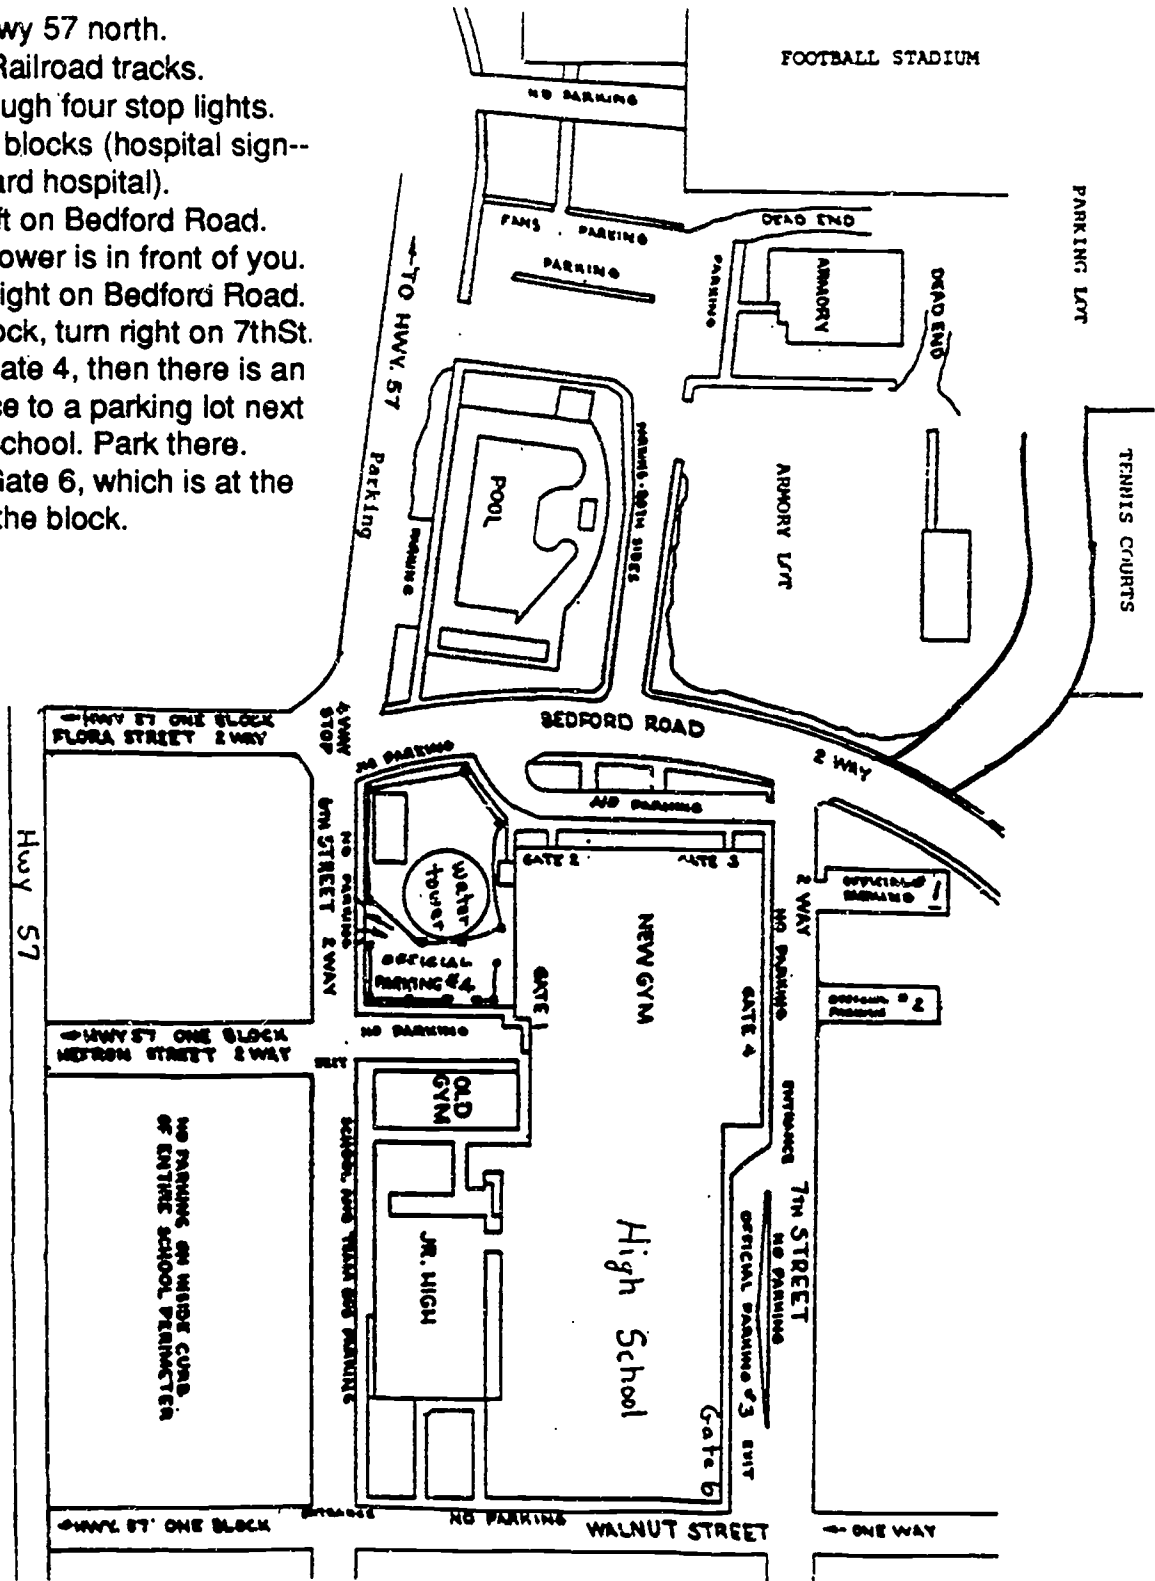 wy 57 north.
Railroad tracks.
ugh four stop lights.
blocks (hospital sign--
ard hospital).
ft on Bedford Road.
ower is in front of you.
ight on Bedford Road.
ock, turn right on 7thSt.
ate 4, then there is an
ce to a parking lot next
school. Park there.
Gate 6, which is at the
the block.
FOOTBALL STADIUM
NO PARKING
FANS PARKING
PARKING
DEAD END
PARKING
ARMORY
DEAD END
PARKING LOT
←TO HWY. 57
Parking
PARKING
POOL
BOTH SIDES
ARMORY LOT
TENNIS COURTS
←HWY 57 ONE BLOCK
FLORA STREET 2 WAY
4 WAY
STOP
BEDFORD ROAD
2 WAY
NO PARKING
NO PARKING
6TH STREET 2 WAY
NO PARKING
water
tower
GATE 2
GATE 3
OFFICIAL
PARKING #4
GATE 1
NEW GYM
GATE 4
NO PARKING
2 WAY
OFFICIAL # 1
PARKING
OFFICIAL # 2
PARKING
Hwy 57
←HWY 57 ONE BLOCK
STREET 2 WAY
NO PARKING
EXIT
OLD
GYM
ENTRANCE
7TH STREET
NO PARKING
OFFICIAL PARKING #3 EXIT
NO PARKING ON INSIDE CURB
OF ENTIRE SCHOOL PERIMETER
SCHOOL AND TEAM BUS PARKING
JR. HIGH
High School
Gate 6
ENTRANCE
←HWY. 57 ONE BLOCK
NO PARKING
WALNUT STREET
← ONE WAY